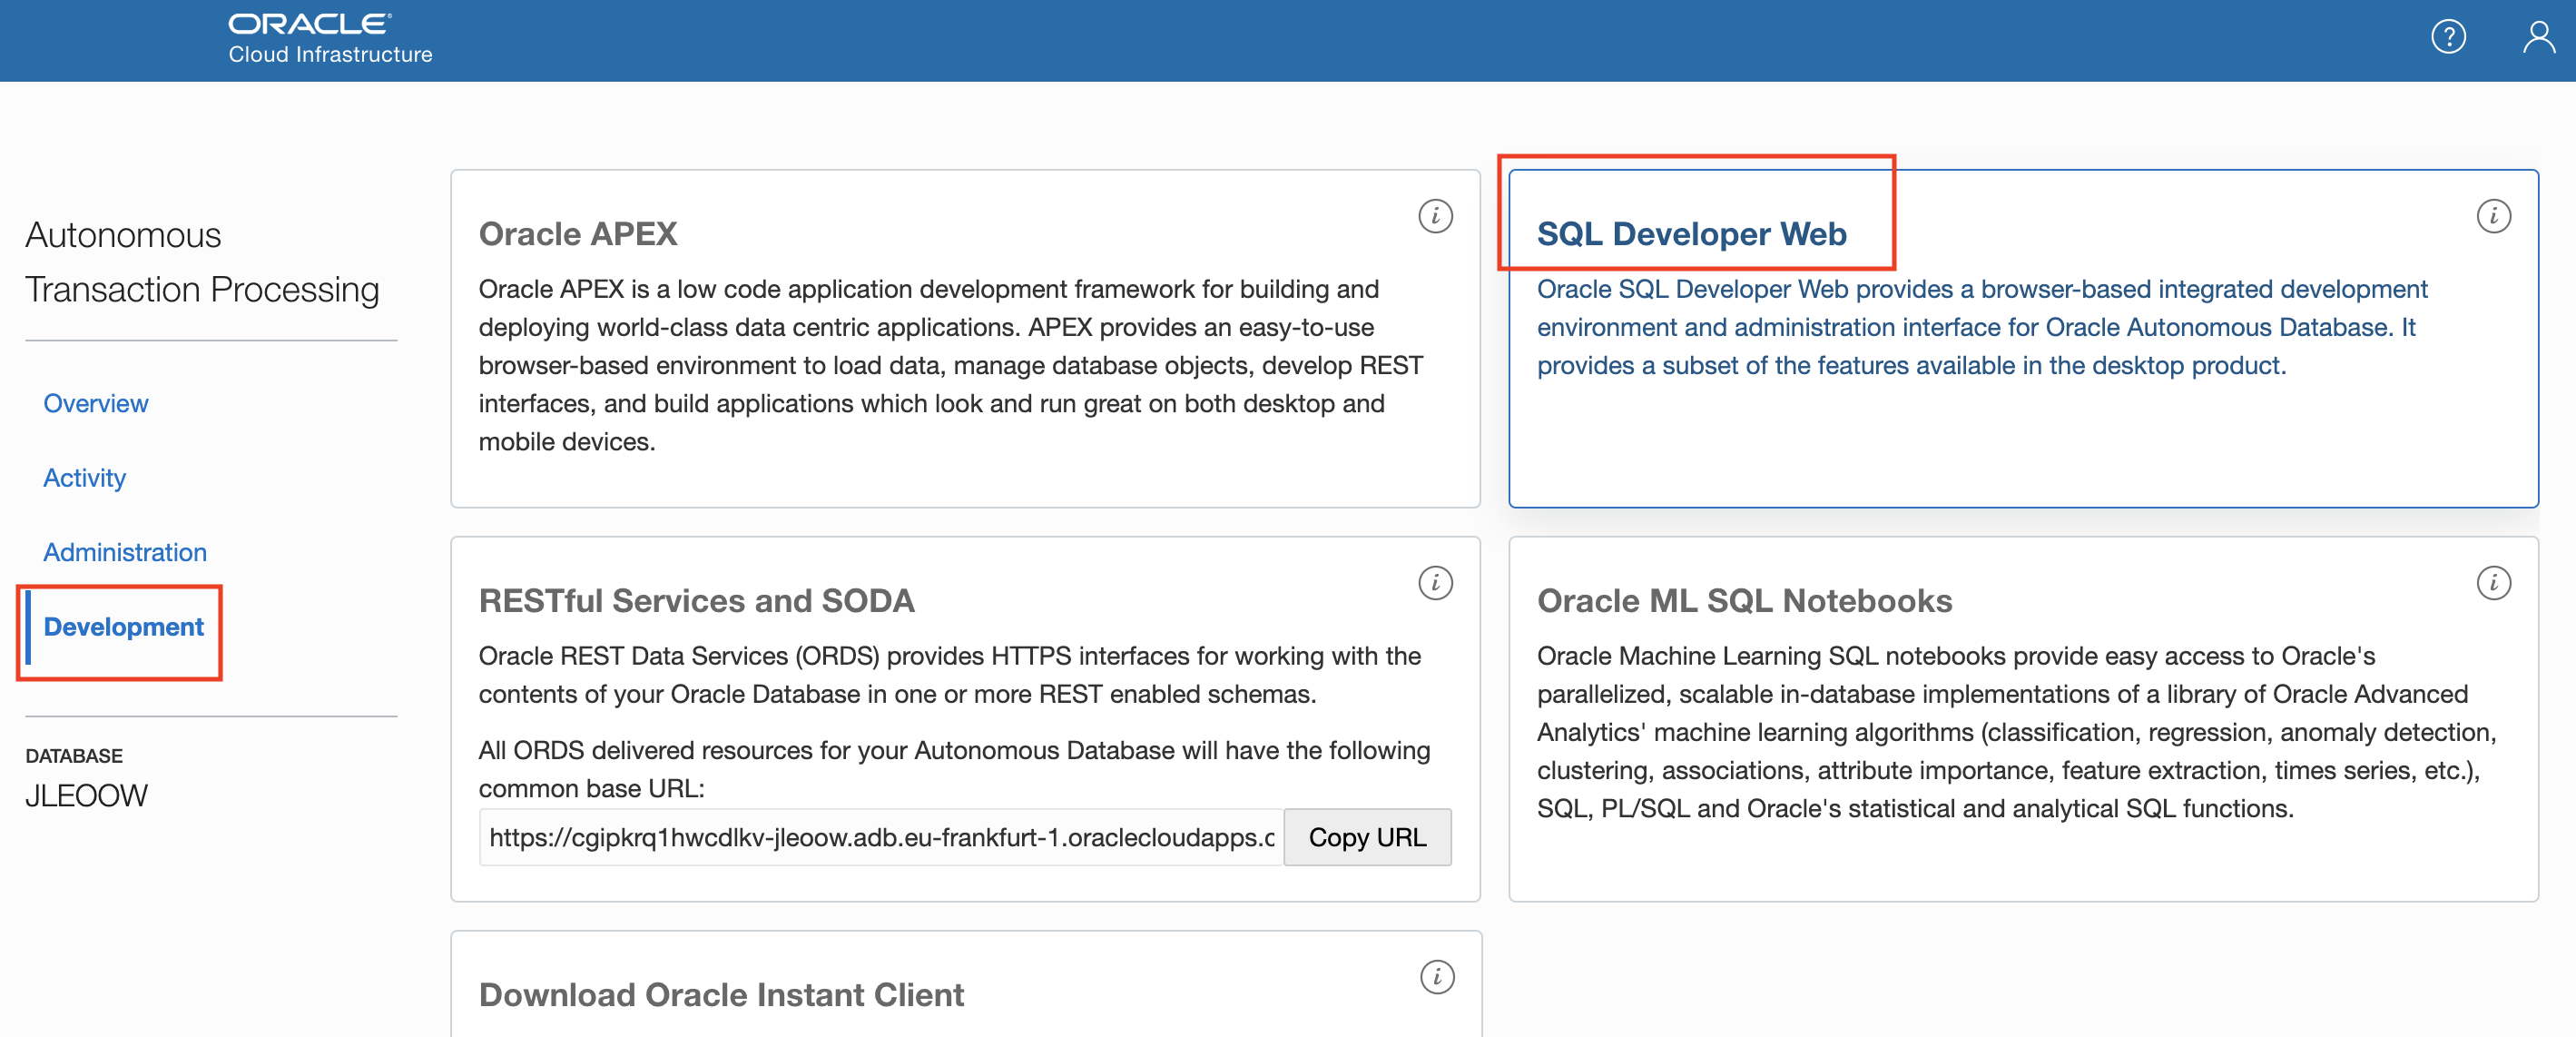 ORACLE
Cloud Infrastructure
?
Autonomous
Transaction Processing
Overview
Activity
Administration
Development
DATABASE
JLEOOW
Oracle APEX
i
Oracle APEX is a low code application development framework for building and
deploying world-class data centric applications. APEX provides an easy-to-use
browser-based environment to load data, manage database objects, develop REST
interfaces, and build applications which look and run great on both desktop and
mobile devices.
SQL Developer Web
i
Oracle SQL Developer Web provides a browser-based integrated development
environment and administration interface for Oracle Autonomous Database. It
provides a subset of the features available in the desktop product.
RESTful Services and SODA
i
Oracle REST Data Services (ORDS) provides HTTPS interfaces for working with the
contents of your Oracle Database in one or more REST enabled schemas.
All ORDS delivered resources for your Autonomous Database will have the following
common base URL:
https://cgipkrq1hwcdlkv-jleoow.adb.eu-frankfurt-1.oraclecloudapps.c
Copy URL
Oracle ML SQL Notebooks
i
Oracle Machine Learning SQL notebooks provide easy access to Oracle's
parallelized, scalable in-database implementations of a library of Oracle Advanced
Analytics' machine learning algorithms (classification, regression, anomaly detection,
clustering, associations, attribute importance, feature extraction, times series, etc.),
SQL, PL/SQL and Oracle's statistical and analytical SQL functions.
Download Oracle Instant Client
i